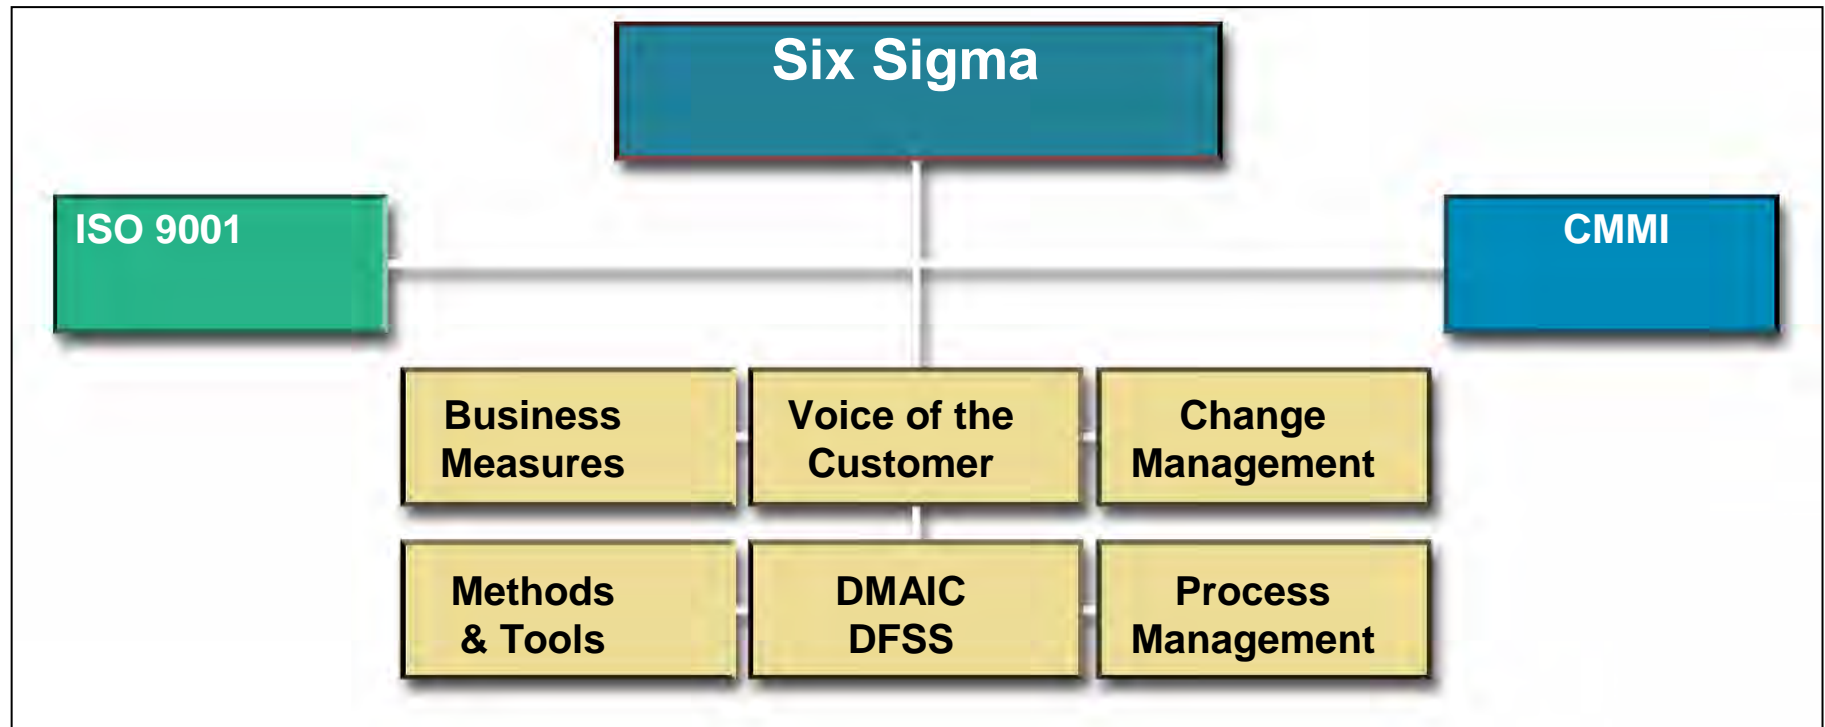 Six Sigma
ISO 9001
CMMI
Business
Measures
Voice of the
Customer
Change
Management
Methods
& Tools
DMAIC
DFSS
Process
Management